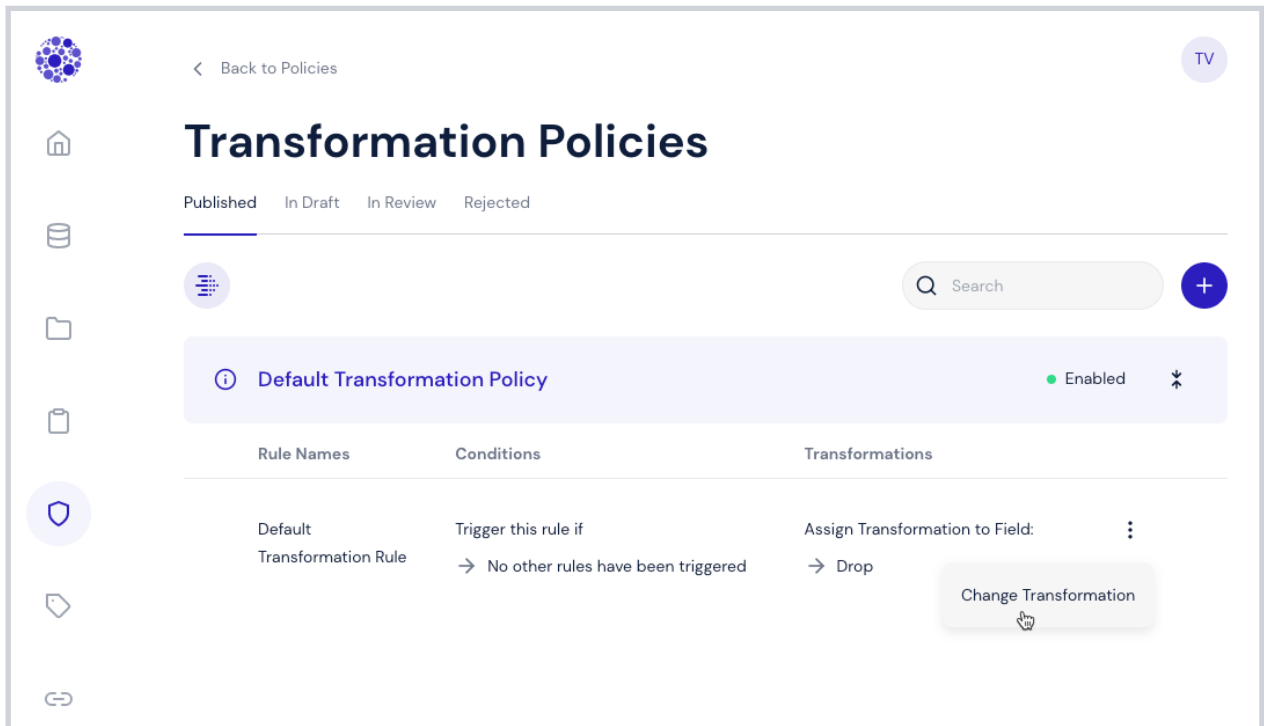 Back to Policies
TV
Transformation Policies
Published In Draft In Review Rejected
Search
Default Transformation Policy Enabled
Rule Names Conditions Transformations
Default Trigger this rule if Assign Transformation to Field:
Transformation Rule → No other rules have been triggered → Drop
Change Transformation